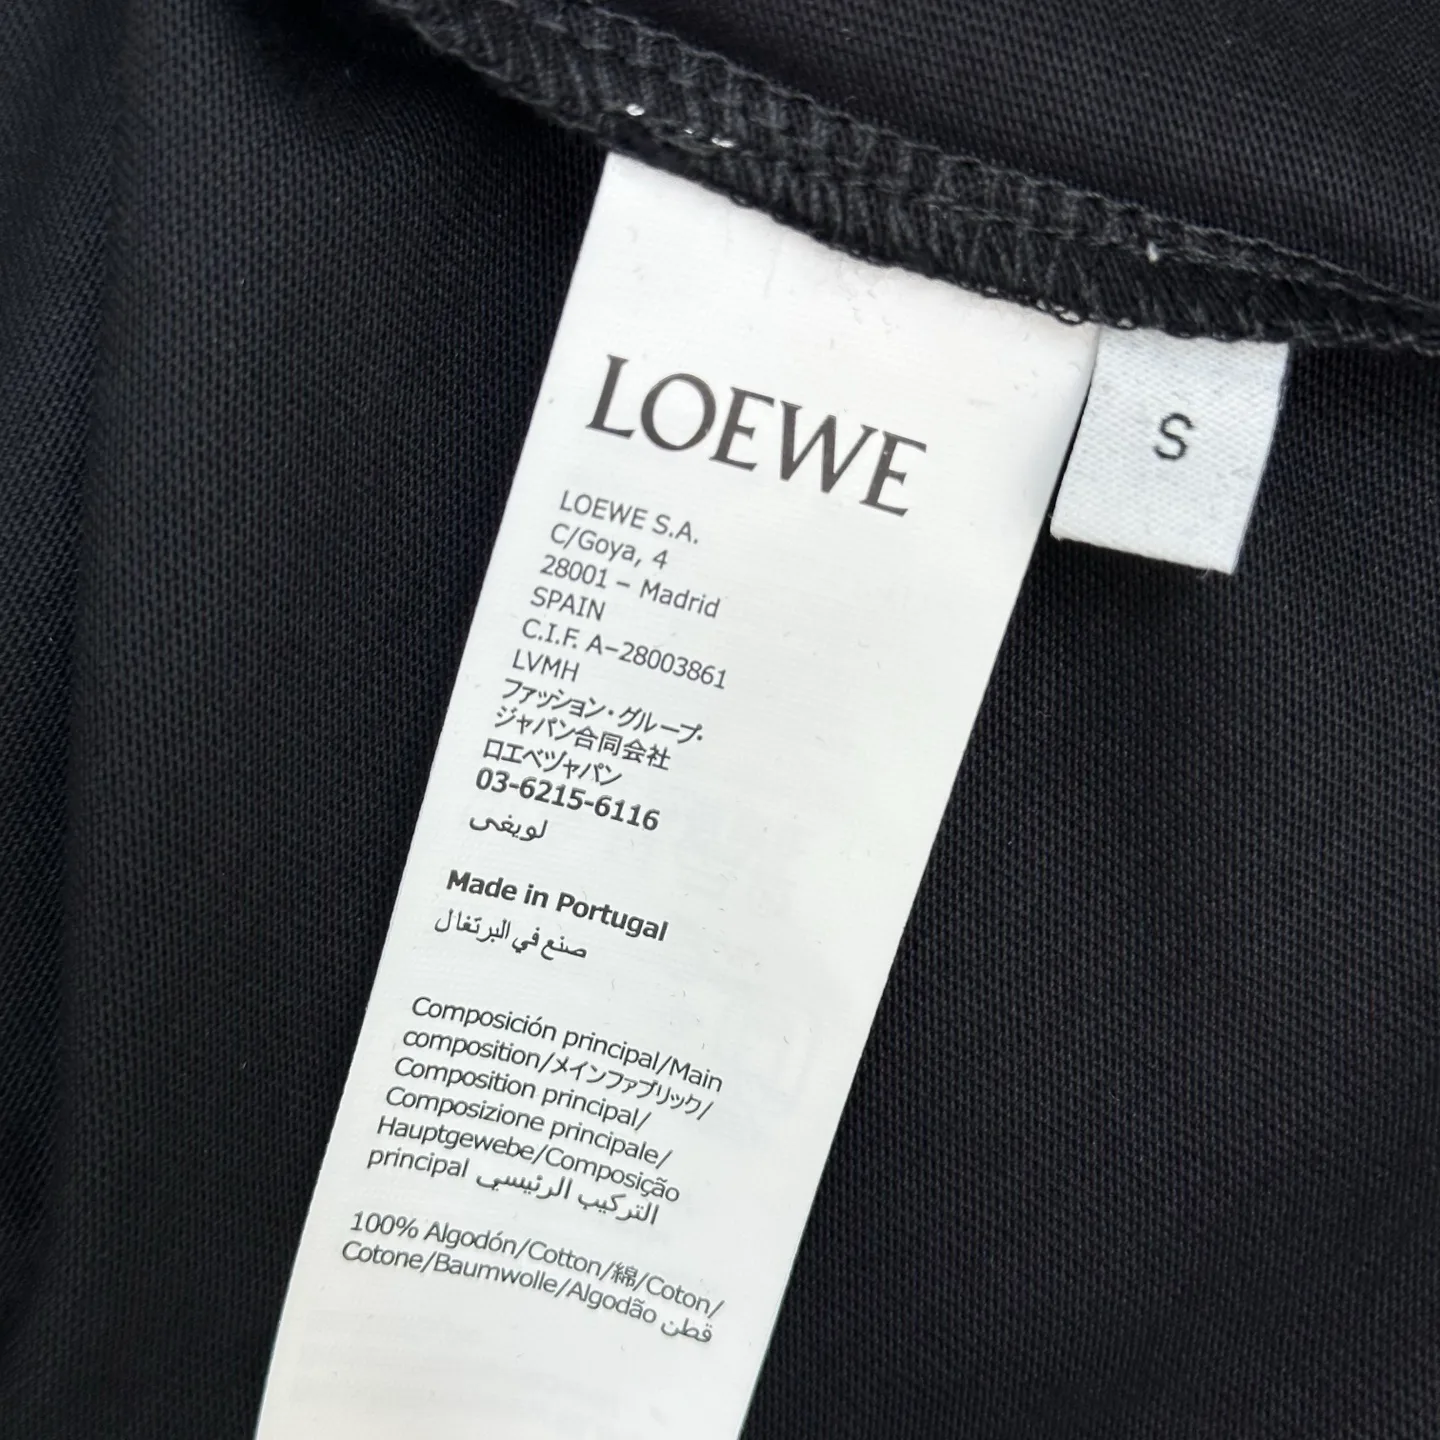 LOEWE
S
LOEWE S.A.
C/Goya, 4
28001 – Madrid
SPAIN
C.I.F. A-28003861
LVMH
ファッション・グループ・
ジャパン合同会社
ロエベジャパン
03-6215-6116
لويفي
Made in Portugal
صنع في البرتغال
Composición principal/Main
composition/メインファブリック/
Composition principal/
Composizione principale/
Hauptgewebe/Composição
principal التركيب الرئيسي
100% Algodón/Cotton/綿/Coton/
Cotone/Baumwolle/Algodão قطن